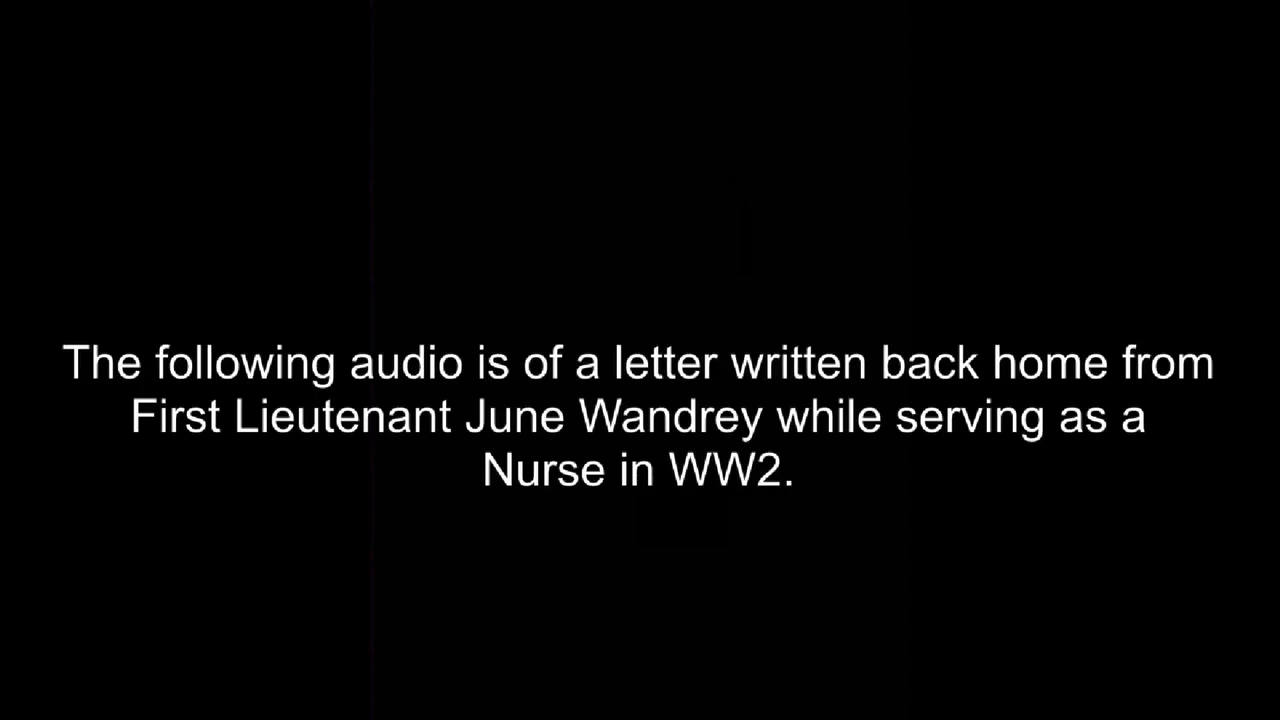 The following audio is of a letter written back home from
First Lieutenant June Wandrey while serving as a
Nurse in WW2.